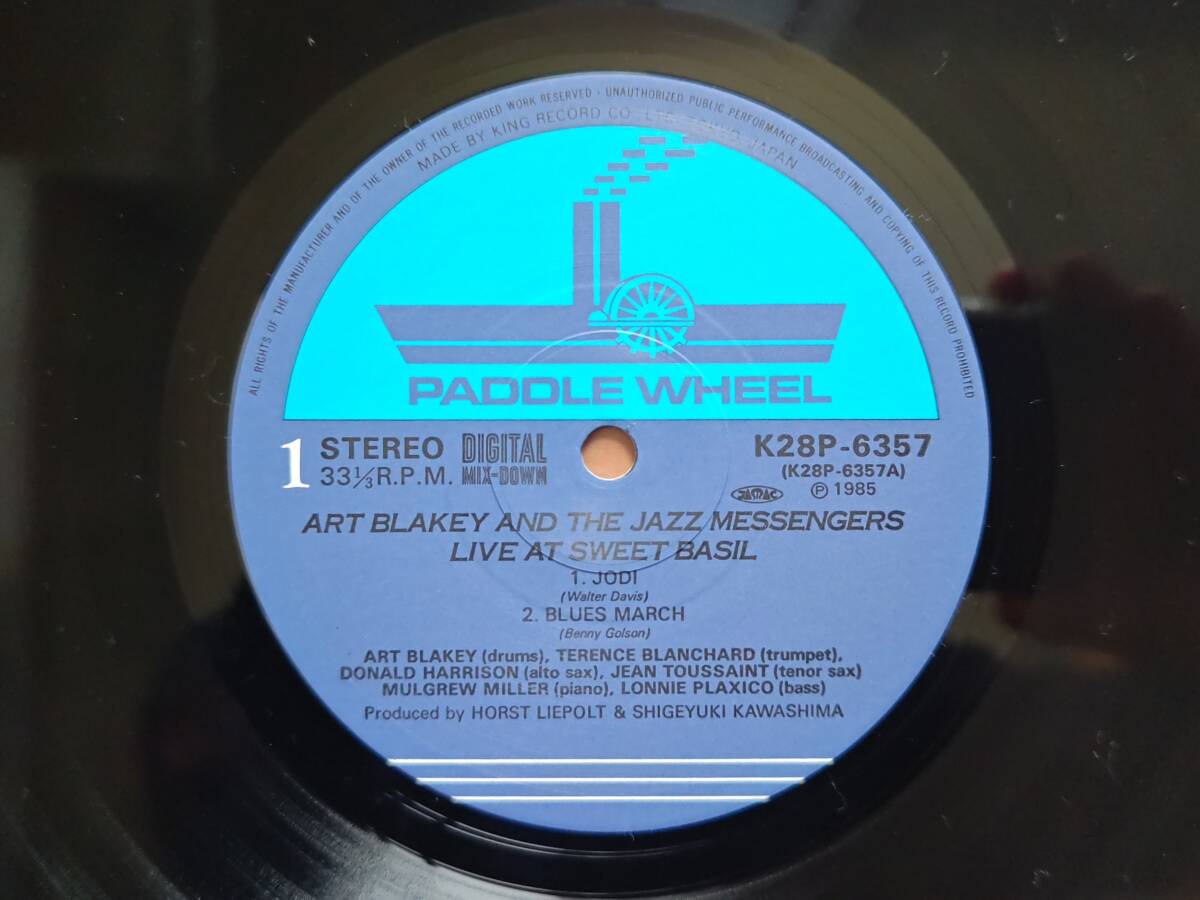 ALL RIGHTS OF THE MANUFACTURER AND OF THE OWNER OF THE RECORDED WORK RESERVED · UNAUTHORIZED PUBLIC PERFORMANCE BROADCASTING AND COPYING OF THIS RECORD PROHIBITED
MADE BY KING RECORD CO., LTD. TOKYO, JAPAN
PADDLE WHEEL
1 STEREO DIGITAL K28P-6357
33⅓R.P.M. MIX-DOWN (K28P-6357A)
JASRAC Ⓟ 1985
ART BLAKEY AND THE JAZZ MESSENGERS
LIVE AT SWEET BASIL
1. JODI
(Walter Davis)
2. BLUES MARCH
(Benny Golson)
ART BLAKEY (drums), TERENCE BLANCHARD (trumpet),
DONALD HARRISON (alto sax), JEAN TOUSSAINT (tenor sax)
MULGREW MILLER (piano), LONNIE PLAXICO (bass)
Produced by HORST LIEPOLT & SHIGEYUKI KAWASHIMA